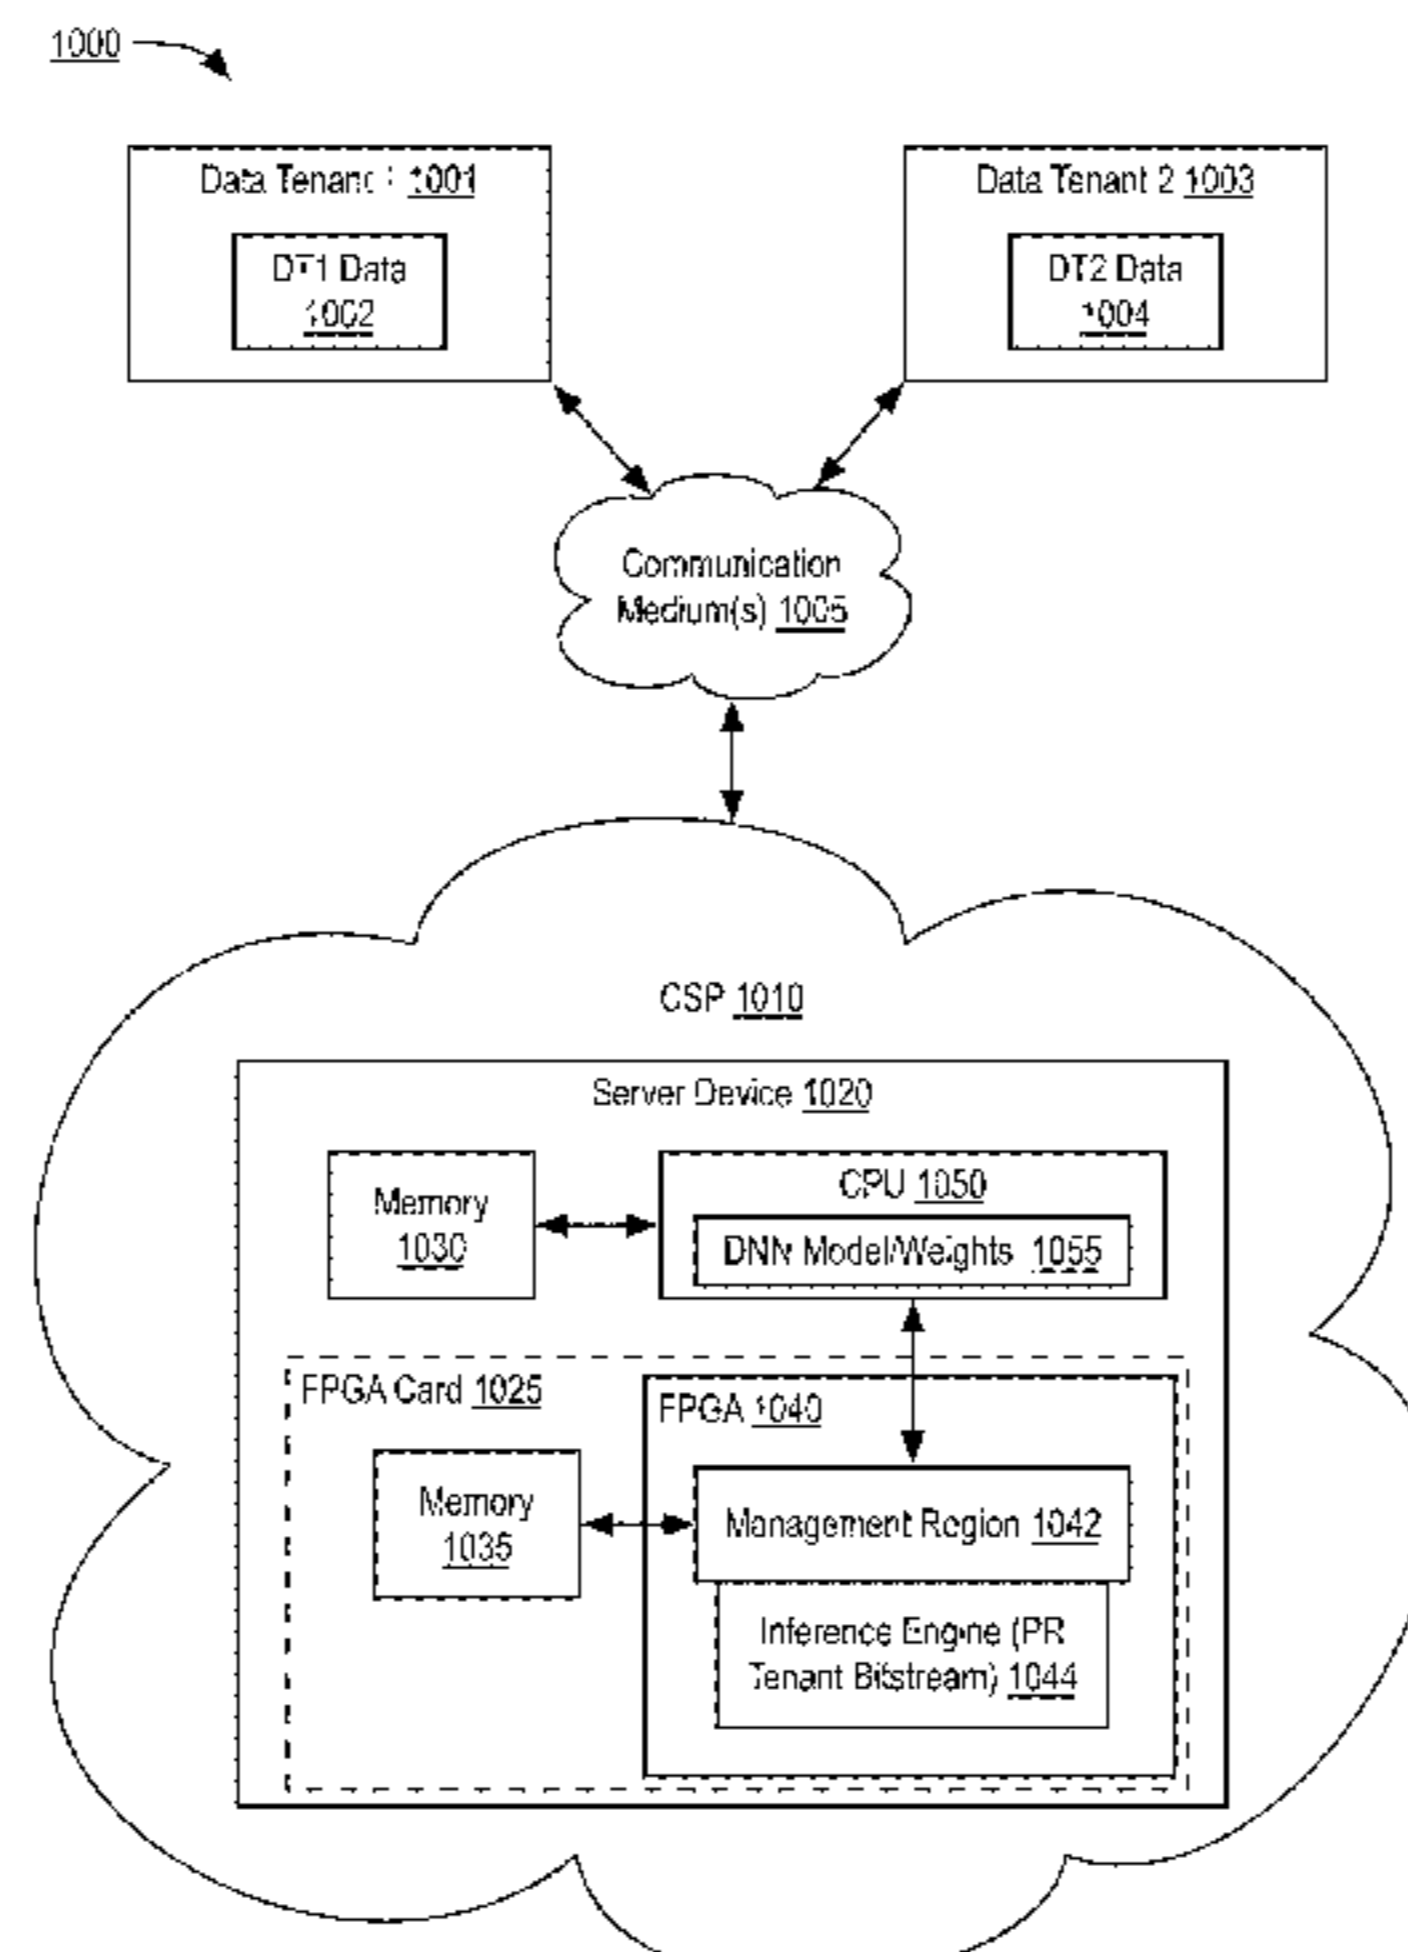 1000
Data Tenant 1 1001
DT1 Data
1002
Data Tenant 2 1003
DT2 Data
1004
Communication
Medium(s) 1005
CSP 1010
Server Device 1020
Memory
1030
CPU 1050
DNN Model/Weights 1055
FPGA Card 1025
FPGA 1040
Memory
1035
Management Region 1042
Inference Engine (PR
Tenant Bitstream) 1044